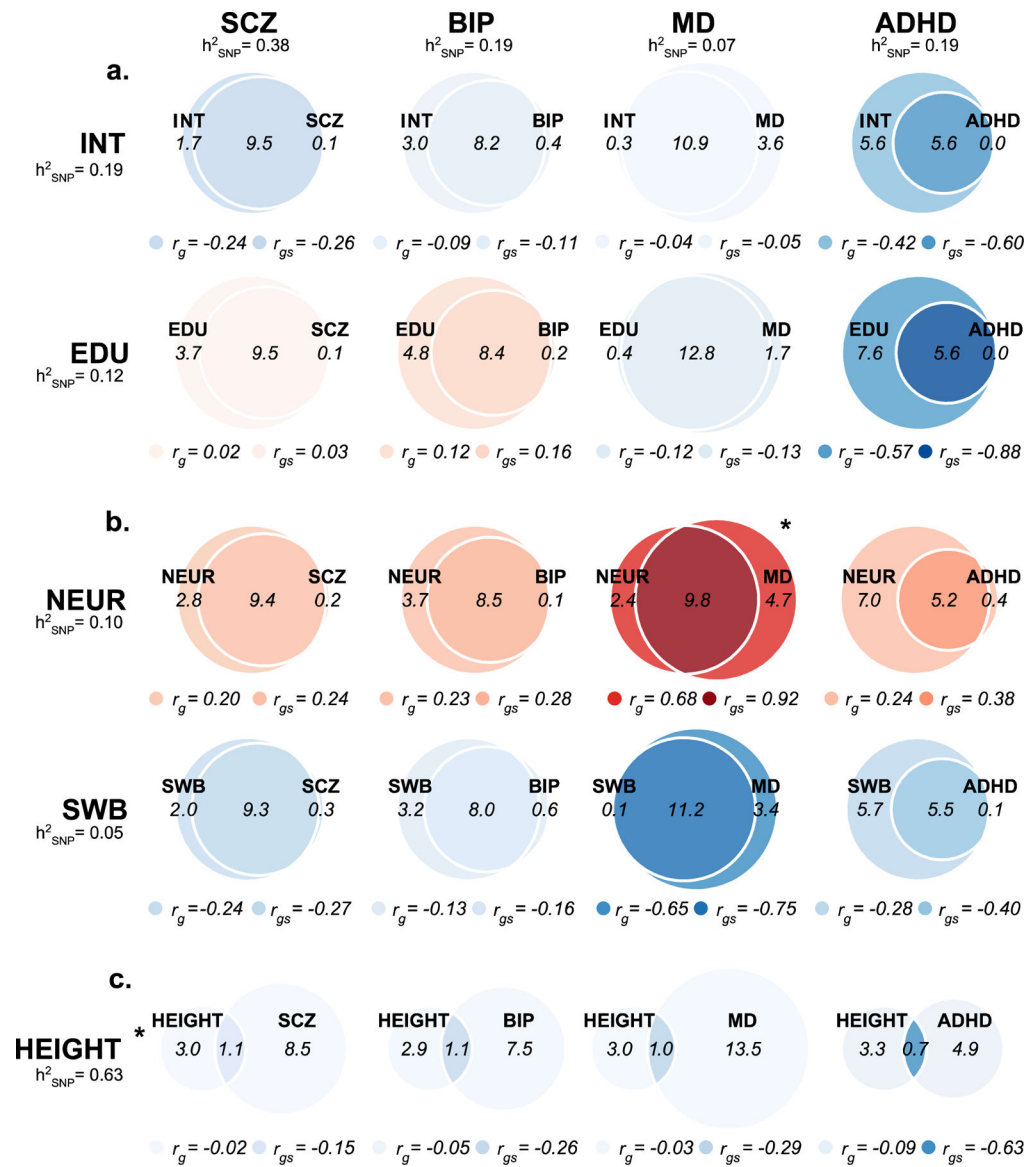 SCZ BIP MD ADHD
h²SNP = 0.38 h²SNP = 0.19 h²SNP = 0.07 h²SNP = 0.19
a.
INT SCZ INT BIP INT MD INT ADHD
INT 1.7 9.5 0.1 3.0 8.2 0.4 0.3 10.9 3.6 5.6 5.6 0.0
h²SNP = 0.19
rg = -0.24 rgs = -0.26 rg = -0.09 rgs = -0.11 rg = -0.04 rgs = -0.05 rg = -0.42 rgs = -0.60
EDU SCZ EDU BIP EDU MD EDU ADHD
EDU 3.7 9.5 0.1 4.8 8.4 0.2 0.4 12.8 1.7 7.6 5.6 0.0
h²SNP = 0.12
rg = 0.02 rgs = 0.03 rg = 0.12 rgs = 0.16 rg = -0.12 rgs = -0.13 rg = -0.57 rgs = -0.88
b.
*
NEUR SCZ NEUR BIP NEUR MD NEUR ADHD
NEUR 2.8 9.4 0.2 3.7 8.5 0.1 2.4 9.8 4.7 7.0 5.2 0.4
h²SNP = 0.10
rg = 0.20 rgs = 0.24 rg = 0.23 rgs = 0.28 rg = 0.68 rgs = 0.92 rg = 0.24 rgs = 0.38
SWB SCZ SWB BIP SWB MD SWB ADHD
SWB 2.0 9.3 0.3 3.2 8.0 0.6 0.1 11.2 3.4 5.7 5.5 0.1
h²SNP = 0.05
rg = -0.24 rgs = -0.27 rg = -0.13 rgs = -0.16 rg = -0.65 rgs = -0.75 rg = -0.28 rgs = -0.40
c.
* HEIGHT SCZ HEIGHT BIP HEIGHT MD HEIGHT ADHD
HEIGHT 3.0 1.1 8.5 2.9 1.1 7.5 3.0 1.0 13.5 3.3 0.7 4.9
h²SNP = 0.63
rg = -0.02 rgs = -0.15 rg = -0.05 rgs = -0.26 rg = -0.03 rgs = -0.29 rg = -0.09 rgs = -0.63